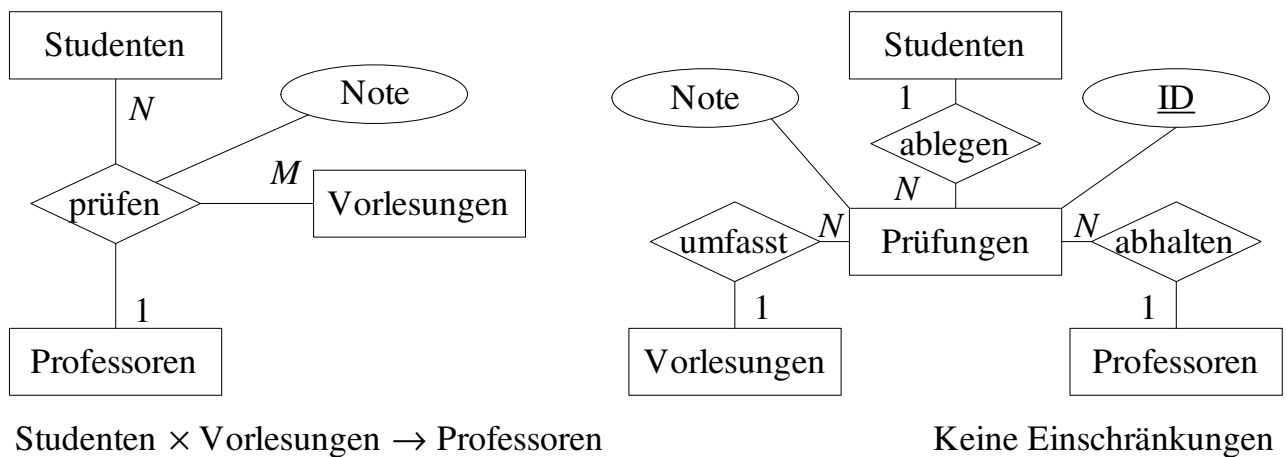 Studenten
N
Note
prüfen
M
Vorlesungen
1
Professoren
Studenten × Vorlesungen → Professoren
Studenten
Note
1
ID
ablegen
N
umfasst
N
Prüfungen
N
abhalten
1
1
Vorlesungen
Professoren
Keine Einschränkungen